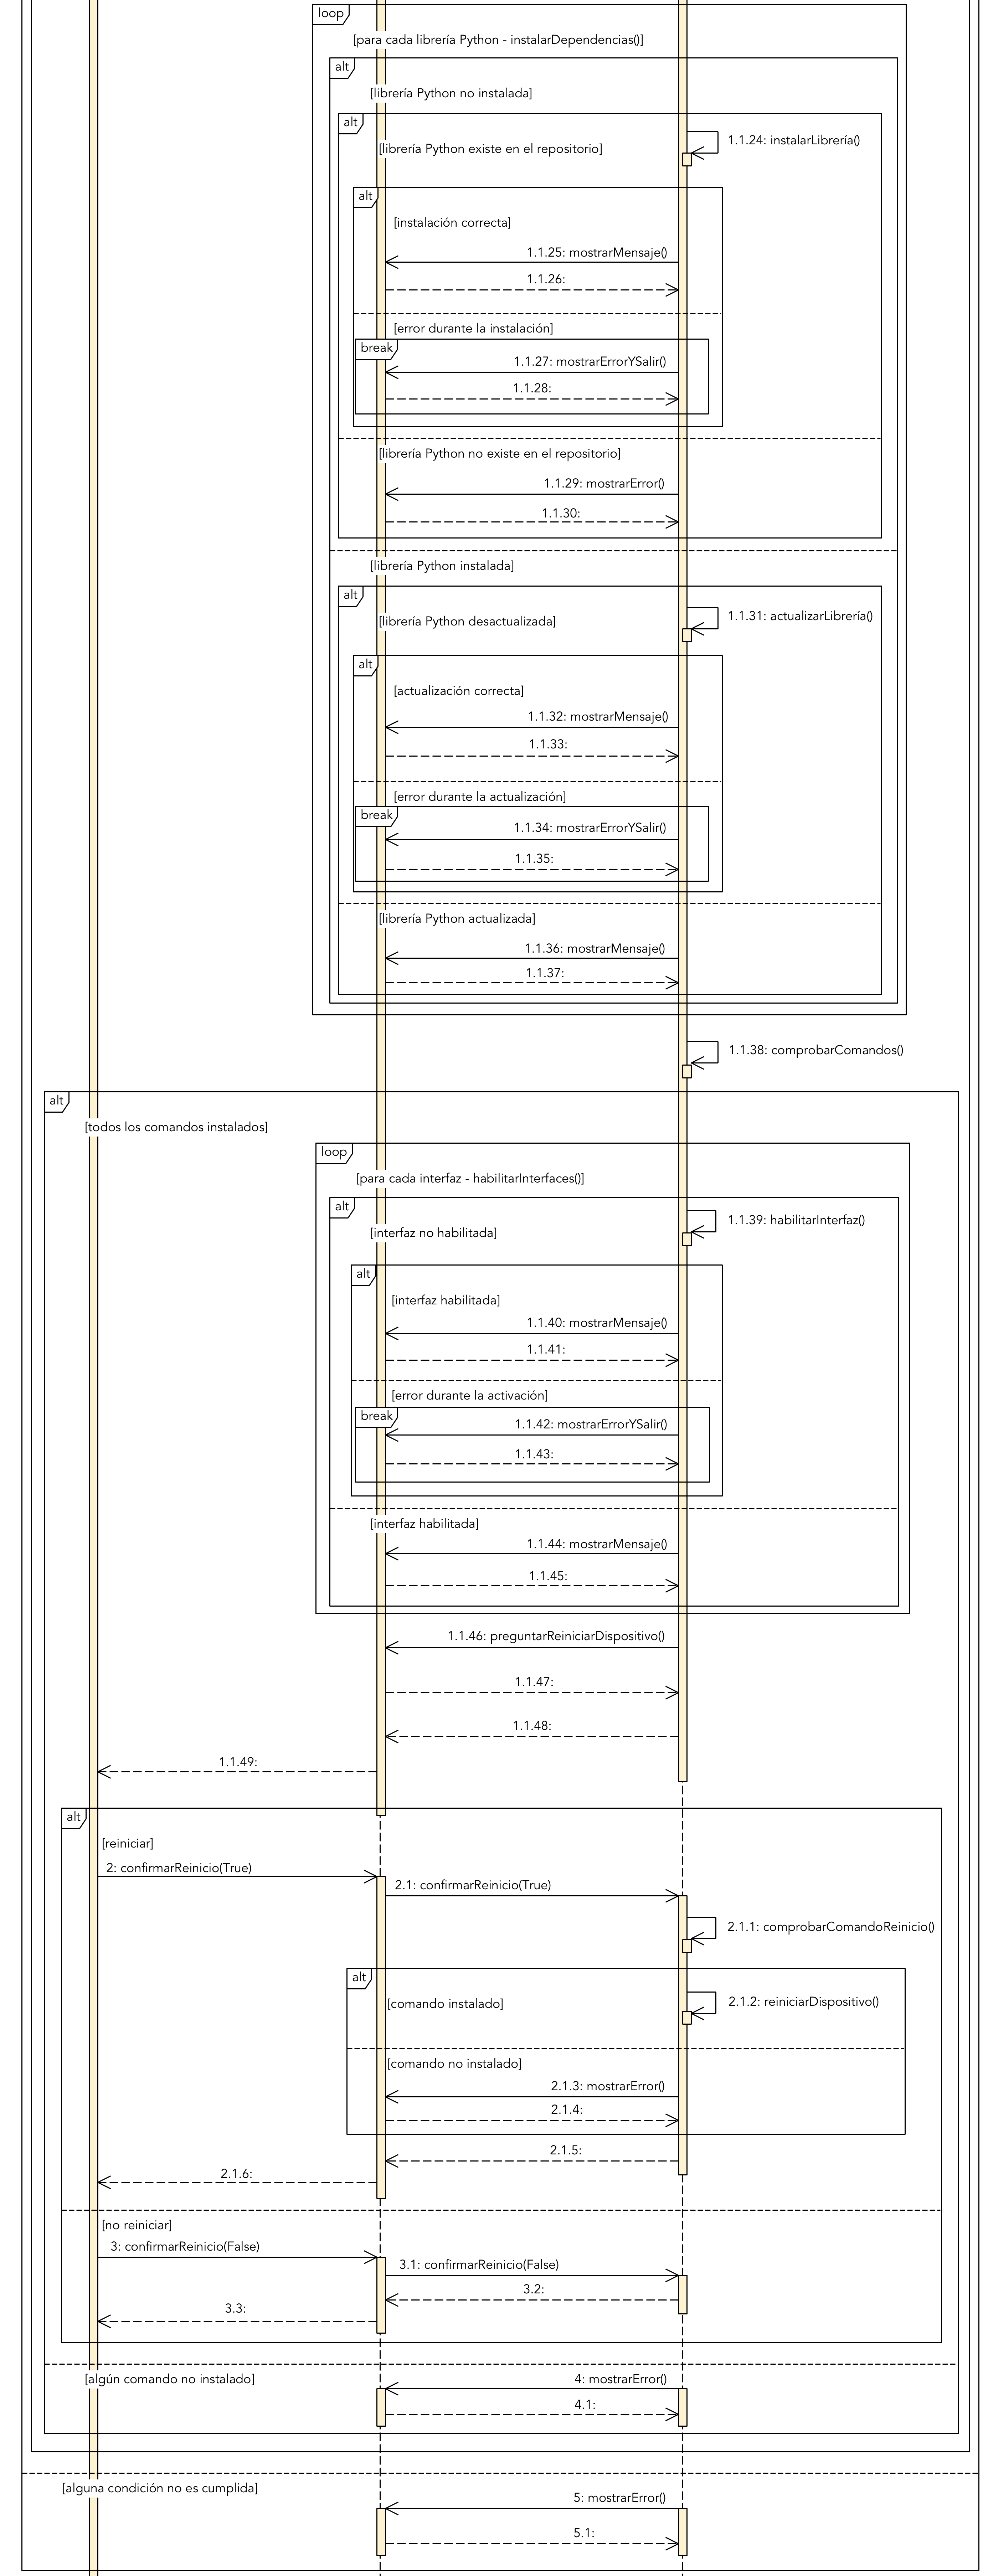 loop
[para cada librería Python - instalarDependencias()]
alt
[librería Python no instalada]
alt
1.1.24: instalarLibrería()
[librería Python existe en el repositorio]
alt
[instalación correcta]
1.1.25: mostrarMensaje()
1.1.26:
[error durante la instalación]
break
1.1.27: mostrarErrorYSalir()
1.1.28:
[librería Python no existe en el repositorio]
1.1.29: mostrarError()
1.1.30:
[librería Python instalada]
alt
1.1.31: actualizarLibrería()
[librería Python desactualizada]
alt
[actualización correcta]
1.1.32: mostrarMensaje()
1.1.33:
[error durante la actualización]
break
1.1.34: mostrarErrorYSalir()
1.1.35:
[librería Python actualizada]
1.1.36: mostrarMensaje()
1.1.37:
1.1.38: comprobarComandos()
alt
[todos los comandos instalados]
loop
[para cada interfaz - habilitarInterfaces()]
alt
1.1.39: habilitarInterfaz()
[interfaz no habilitada]
alt
[interfaz habilitada]
1.1.40: mostrarMensaje()
1.1.41:
[error durante la activación]
break
1.1.42: mostrarErrorYSalir()
1.1.43:
[interfaz habilitada]
1.1.44: mostrarMensaje()
1.1.45:
1.1.46: preguntarReiniciarDispositivo()
1.1.47:
1.1.48:
1.1.49:
alt
[reiniciar]
2: confirmarReinicio(True)
2.1: confirmarReinicio(True)
2.1.1: comprobarComandoReinicio()
alt
2.1.2: reiniciarDispositivo()
[comando instalado]
[comando no instalado]
2.1.3: mostrarError()
2.1.4:
2.1.5:
2.1.6:
[no reiniciar]
3: confirmarReinicio(False)
3.1: confirmarReinicio(False)
3.2:
3.3:
[algún comando no instalado]
4: mostrarError()
4.1:
[alguna condición no es cumplida]
5: mostrarError()
5.1: